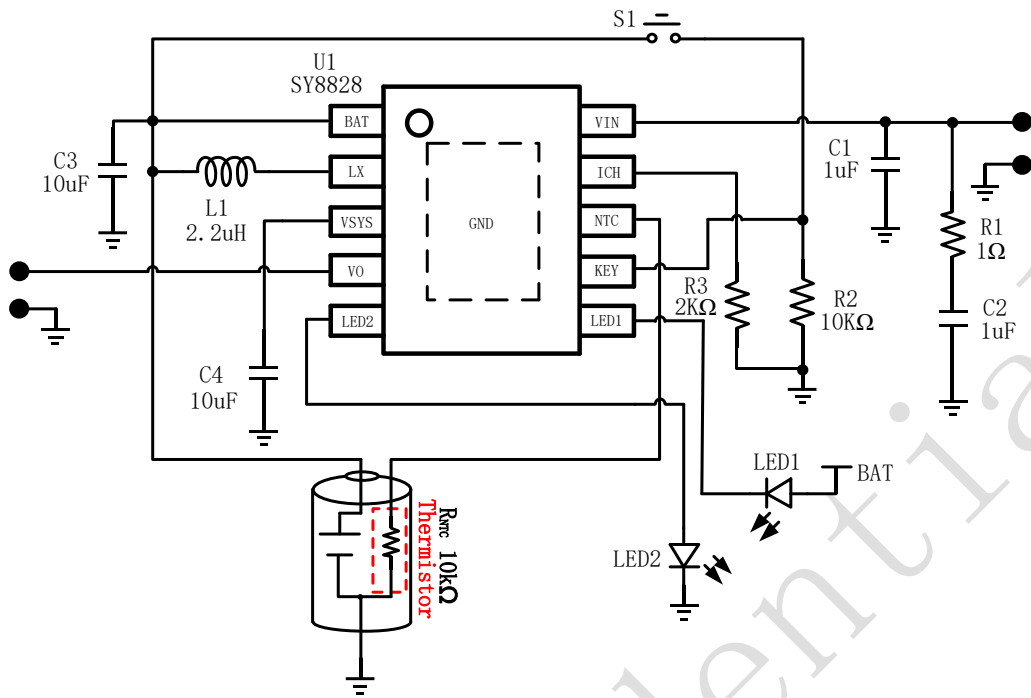 S1
U1
SY8828
BAT
LX
VSYS
VO
LED2
GND
VIN
ICH
NTC
KEY
LED1
C3
10uF
L1
2.2uH
C4
10uF
C1
1uF
R1
1Ω
C2
1uF
R3
2KΩ
R2
10KΩ
LED1
BAT
LED2
RNTC 10kΩ
Thermistor